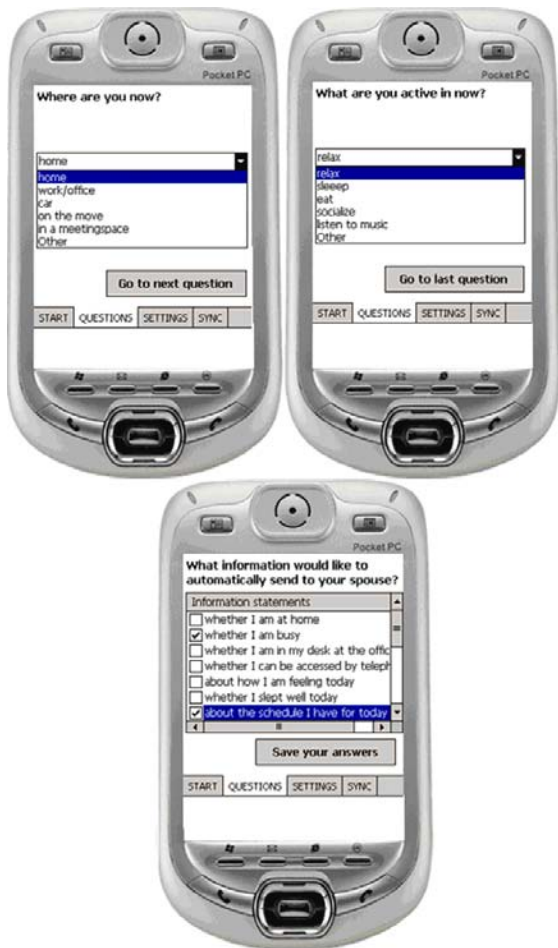 Pocket PC
Where are you now?
home
home
work/office
car
on the move
in a meetingspace
Other
Go to next question
START QUESTIONS SETTINGS SYNC
Pocket PC
What are you active in now?
relax
relax
sleeep
eat
socialize
listen to music
Other
Go to last question
START QUESTIONS SETTINGS SYNC
Pocket PC
What information would like to
automatically send to your spouse?
Information statements
whether I am at home
whether I am busy
whether I am in my desk at the offic
whether I can be accessed by teleph
about how I am feeling today
whether I slept well today
about the schedule I have for today
Save your answers
START QUESTIONS SETTINGS SYNC